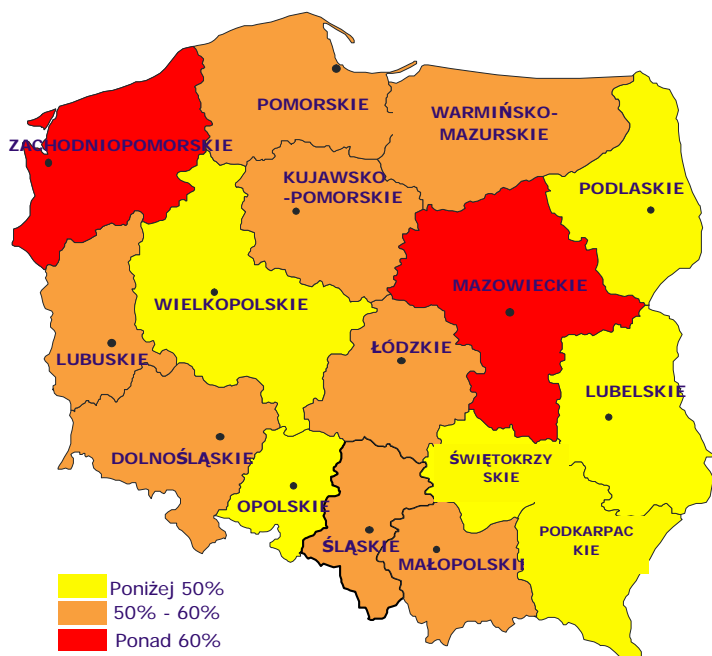 POMORSKIE
WARMIŃSKO-
MAZURSKIE
ZACHODNIOPOMORSKIE
KUJAWSKO
-POMORSKIE
PODLASKIE
MAZOWIECKIE
WIELKOPOLSKIE
ŁÓDZKIE
LUBUSKIE
LUBELSKIE
DOLNOŚLĄSKIE
ŚWIĘTOKRZY
SKIE
OPOLSKIE
PODKARPAC
KIE
ŚLĄSKIE
MAŁOPOLSKIE
Poniżej 50%
50% - 60%
Ponad 60%